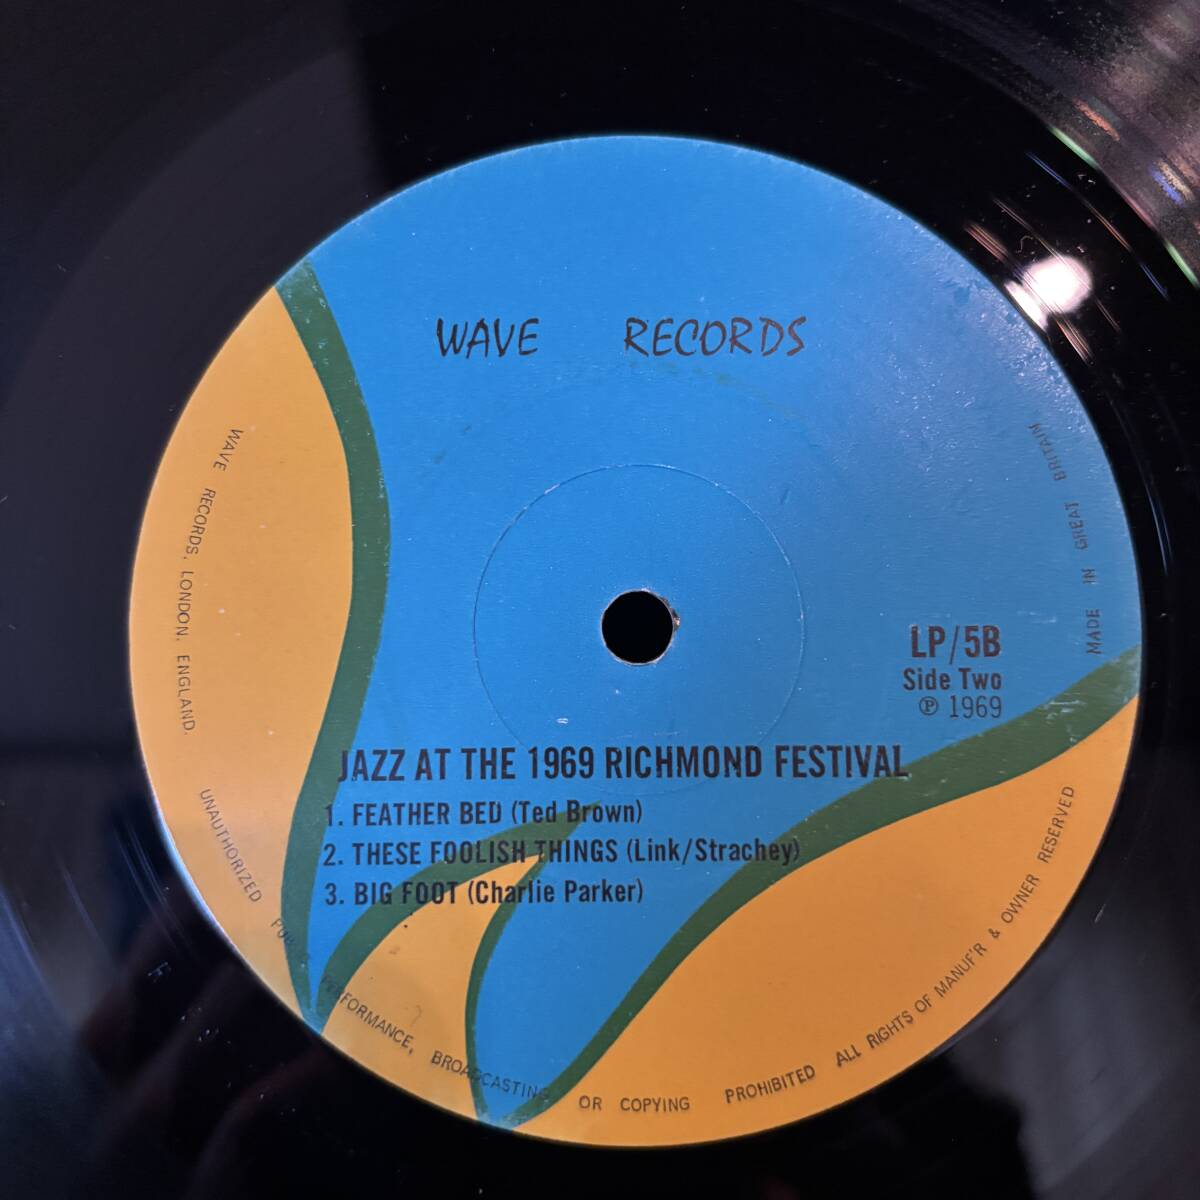 WAVE RECORDS
LP/5B
Side Two
℗ 1969
JAZZ AT THE 1969 RICHMOND FESTIVAL
1. FEATHER BED (Ted Brown)
2. THESE FOOLISH THINGS (Link/Strachey)
3. BIG FOOT (Charlie Parker)
WAVE RECORDS. LONDON. ENGLAND.
UNAUTHORIZED PERFORMANCE, BROADCASTING OR COPYING PROHIBITED ALL RIGHTS OF MANUF'R & OWNER RESERVED
MADE IN GREAT BRITAIN